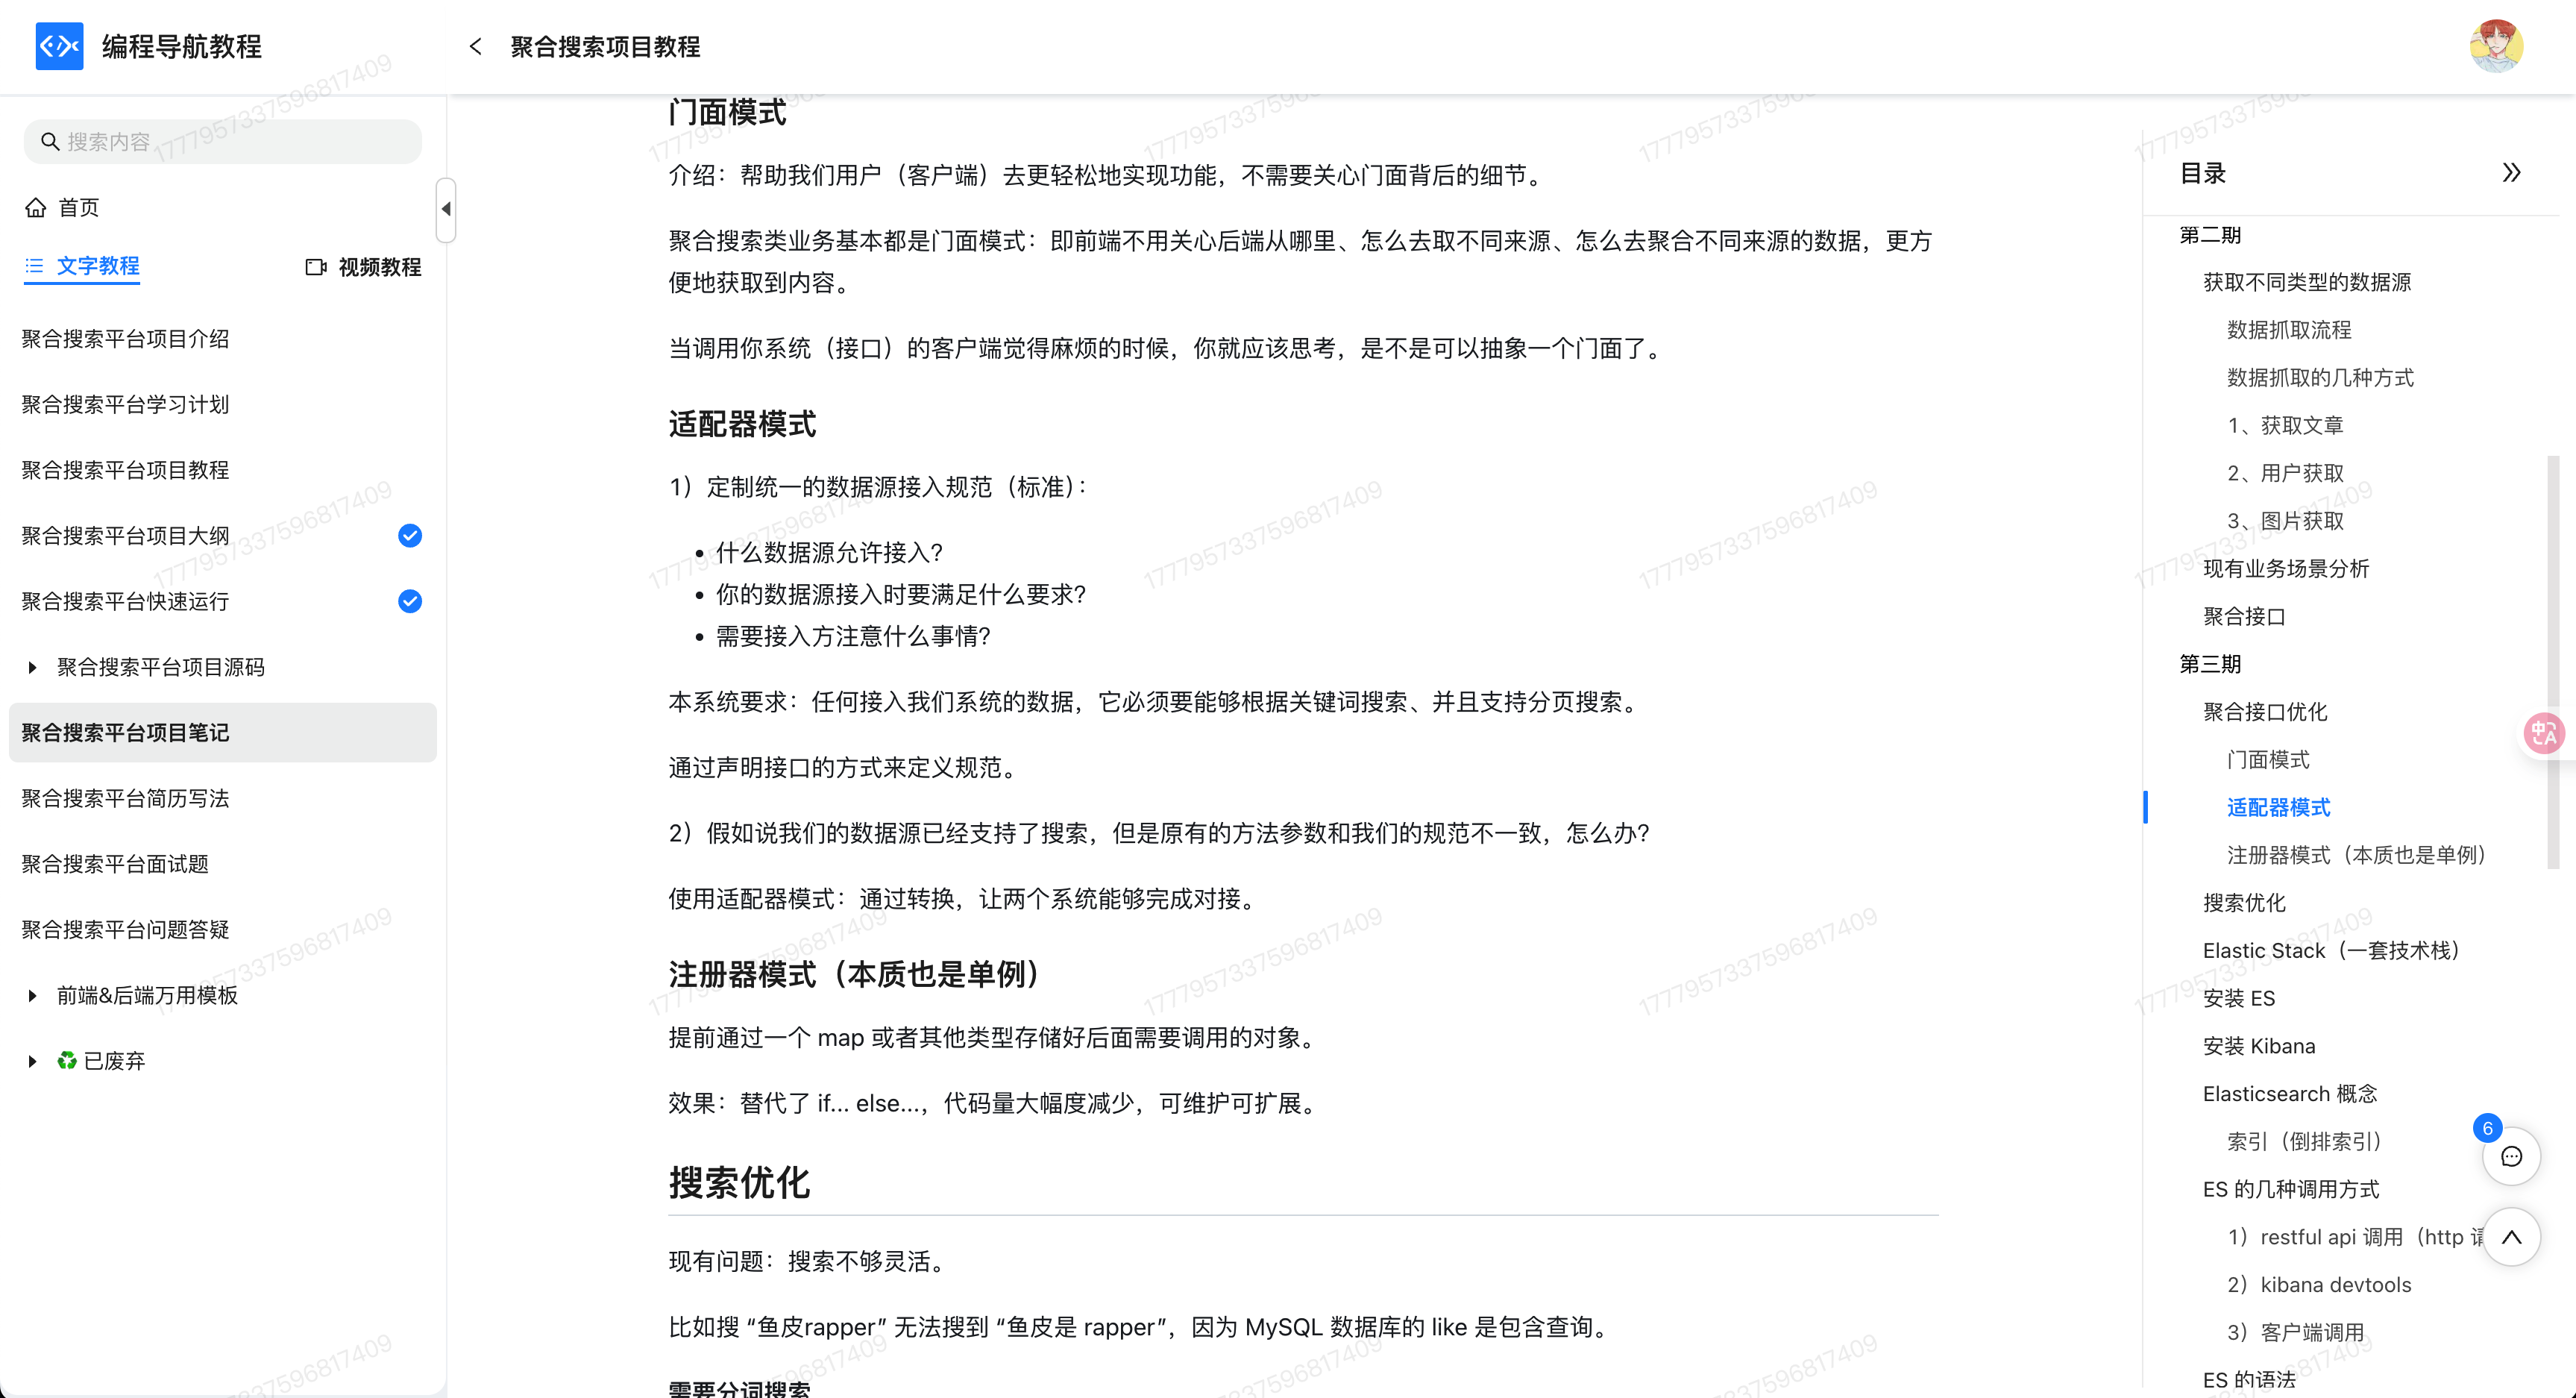 编程导航教程
聚合搜索项目教程
搜索内容
首页
文字教程
视频教程
聚合搜索平台项目介绍
聚合搜索平台学习计划
聚合搜索平台项目教程
聚合搜索平台项目大纲
聚合搜索平台快速运行
聚合搜索平台项目源码
聚合搜索平台项目笔记
聚合搜索平台简历写法
聚合搜索平台面试题
聚合搜索平台问题答疑
前端&后端万用模板
♻️ 已废弃
门面模式
介绍：帮助我们用户（客户端）去更轻松地实现功能，不需要关心门面背后的细节。
聚合搜索类业务基本都是门面模式：即前端不用关心后端从哪里、怎么去取不同来源、怎么去聚合不同来源的数据，更方
便地获取到内容。
当调用你系统（接口）的客户端觉得麻烦的时候，你就应该思考，是不是可以抽象一个门面了。
适配器模式
1）定制统一的数据源接入规范（标准）：
• 什么数据源允许接入？
• 你的数据源接入时要满足什么要求？
• 需要接入方注意什么事情？
本系统要求：任何接入我们系统的数据，它必须要能够根据关键词搜索、并且支持分页搜索。
通过声明接口的方式来定义规范。
2）假如说我们的数据源已经支持了搜索，但是原有的方法参数和我们的规范不一致，怎么办？
使用适配器模式：通过转换，让两个系统能够完成对接。
注册器模式（本质也是单例）
提前通过一个 map 或者其他类型存储好后面需要调用的对象。
效果：替代了 if... else...，代码量大幅度减少，可维护可扩展。
搜索优化
现有问题：搜索不够灵活。
比如搜 “鱼皮rapper” 无法搜到 “鱼皮是 rapper”，因为 MySQL 数据库的 like 是包含查询。
需要分词搜索
目录
第二期
获取不同类型的数据源
数据抓取流程
数据抓取的几种方式
1、获取文章
2、用户获取
3、图片获取
现有业务场景分析
聚合接口
第三期
聚合接口优化
门面模式
适配器模式
注册器模式（本质也是单例）
搜索优化
Elastic Stack（一套技术栈）
安装 ES
安装 Kibana
Elasticsearch 概念
索引（倒排索引）
ES 的几种调用方式
1）restful api 调用（http 请
2）kibana devtools
3）客户端调用
ES 的语法
6
中A
1777957337596817409